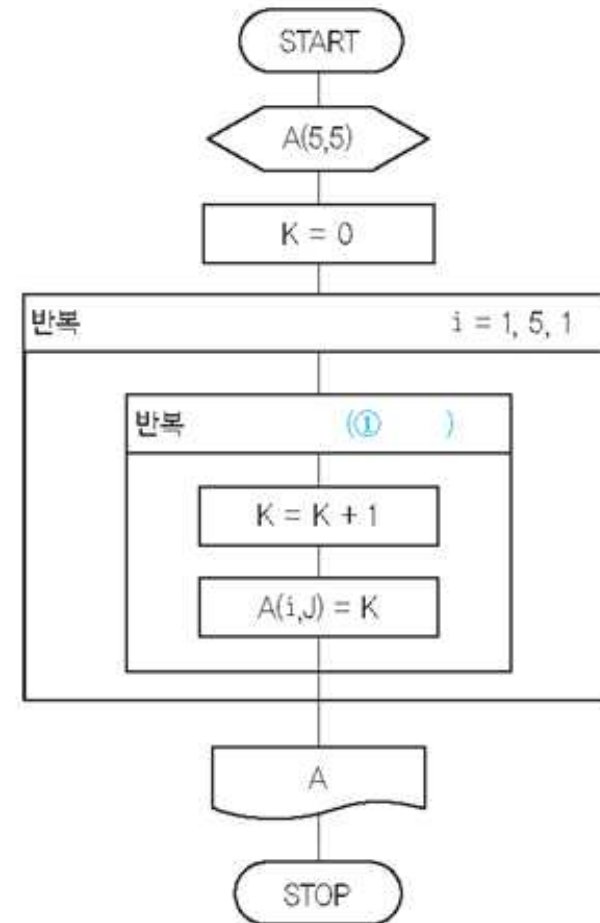 START
A(5,5)
K = 0
반복 i = 1, 5, 1
반복 (① )
K = K + 1
A(i,J) = K
A
STOP